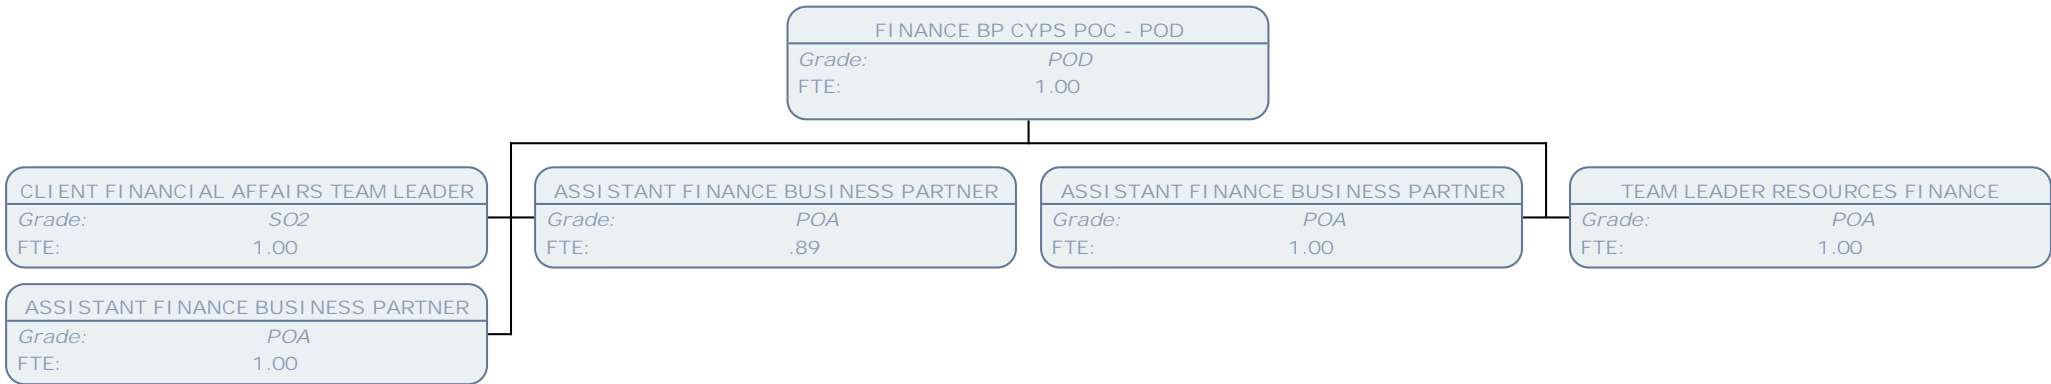 FINANCE BP CYPS POC - POD
Grade: POD
FTE: 1.00
CLIENT FINANCIAL AFFAIRS TEAM LEADER
Grade: SO2
FTE: 1.00
ASSISTANT FINANCE BUSINESS PARTNER
Grade: POA
FTE: .89
ASSISTANT FINANCE BUSINESS PARTNER
Grade: POA
FTE: 1.00
TEAM LEADER RESOURCES FINANCE
Grade: POA
FTE: 1.00
ASSISTANT FINANCE BUSINESS PARTNER
Grade: POA
FTE: 1.00